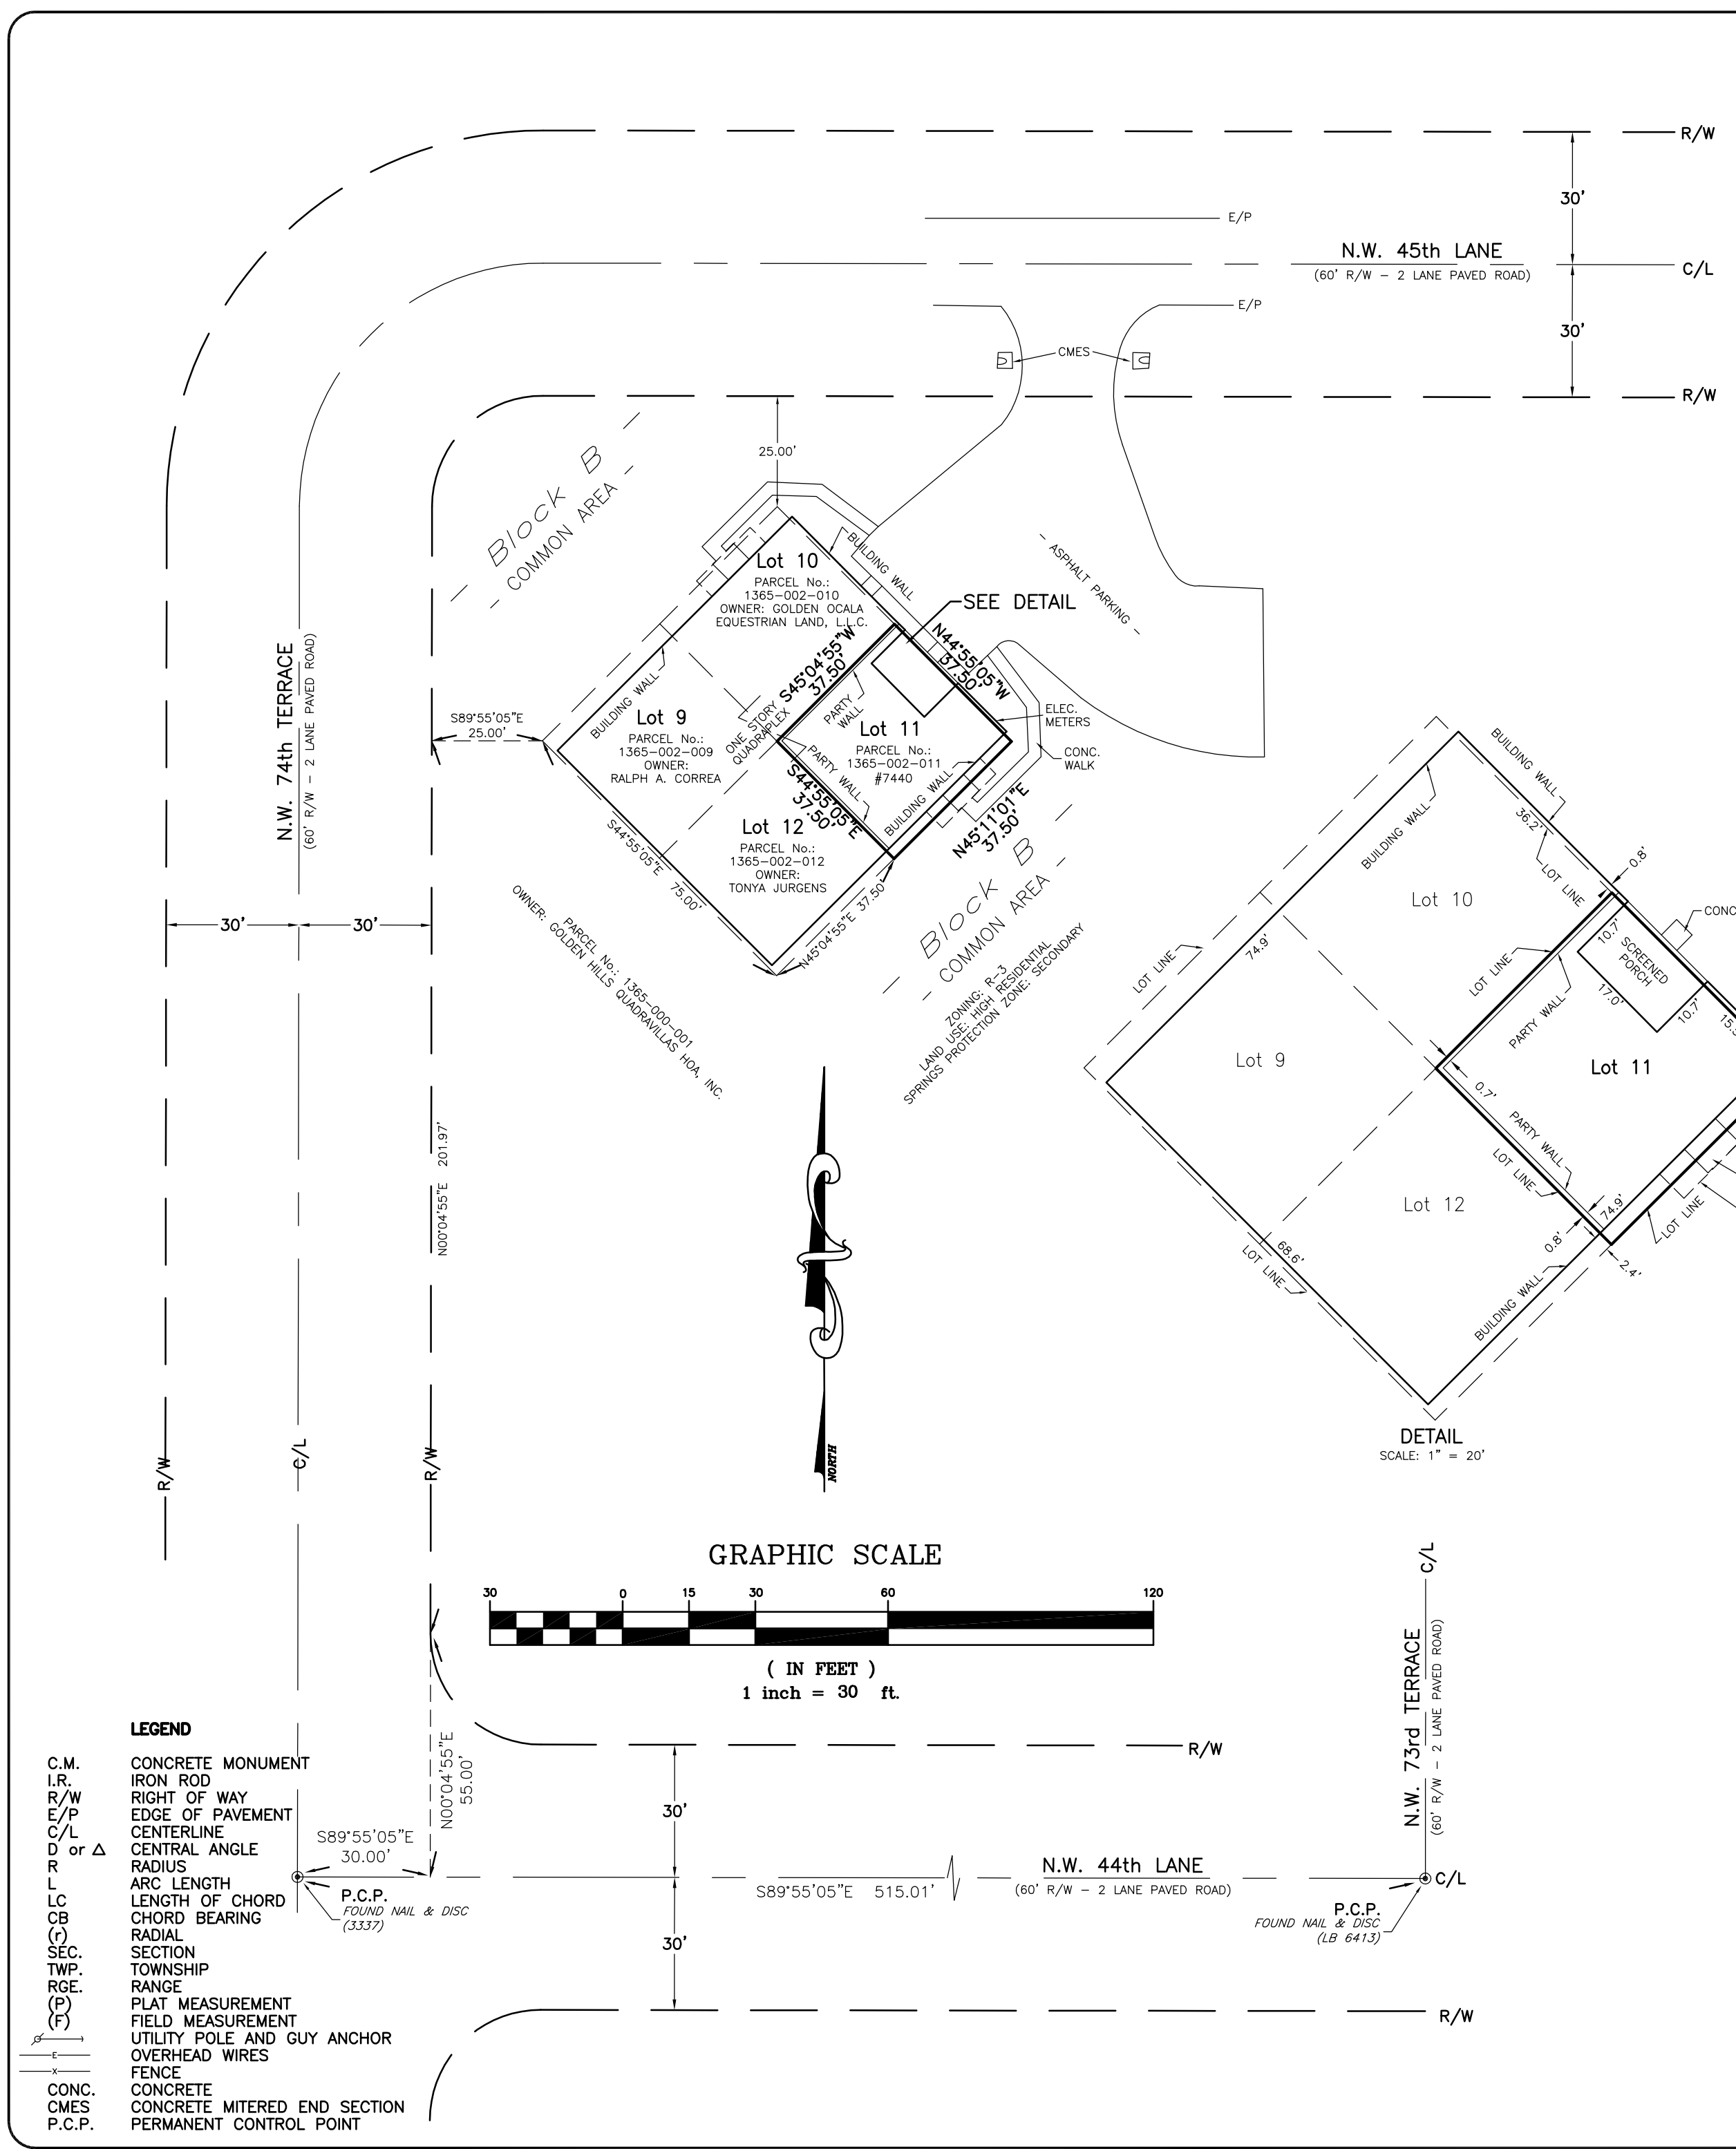 R/W
30'
E/P
N.W. 45th LANE
(60' R/W - 2 LANE PAVED ROAD)
C/L
E/P
30'
CMES
R/W
25.00'
Block B
COMMON AREA
BUILDING WALL
Lot 10
PARCEL No.:
1365-002-010
OWNER: GOLDEN OCALA
EQUESTRIAN LAND, L.L.C.
ASPHALT PARKING
SEE DETAIL
N44°55'05"W
37.50'
S45°04'55"W
37.50'
N.W. 74th TERRACE
(60' R/W - 2 LANE PAVED ROAD)
S89°55'05"E
25.00'
BUILDING WALL
Lot 9
PARCEL No.:
1365-002-009
OWNER:
RALPH A. CORREA
ONE STORY
QUADRAPLEX
PARTY
WALL
Lot 11
PARCEL No.:
1365-002-011
#7440
ELEC.
METERS
CONC.
WALK
PARTY WALL
S44°55'05"E
37.50'
BUILDING WALL
N45°11'01"E
37.50'
Lot 12
PARCEL No.:
1365-002-012
OWNER:
TONYA JURGENS
S44°55'05"E 75.00'
N45°04'55"E 37.50'
PARCEL No.: 1365-000-001
OWNER: GOLDEN HILLS QUADRAVILLAS HOA, INC.
Block B
COMMON AREA
ZONING: R-3
LAND USE: HIGH RESIDENTIAL
SPRINGS PROTECTION ZONE: SECONDARY
30'
30'
N00°04'55"E 201.97'
BUILDING WALL
BUILDING WALL
36.2'
0.8'
LOT LINE
Lot 10
CONC
10.7'
SCREENED
PORCH
17.0'
10.7'
74.9'
LOT LINE
LOT LINE
PARTY WALL
Lot 9
Lot 11
0.7'
PARTY WALL
LOT LINE
Lot 12
74.9'
LOT LINE
0.8'
2.4'
68.6'
LOT LINE
BUILDING WALL
DETAIL
SCALE: 1" = 20'
NORTH
R/W
C/L
R/W
GRAPHIC SCALE
30 0 15 30 60 120
( IN FEET )
1 inch = 30 ft.
C/L
N.W. 73rd TERRACE
(60' R/W - 2 LANE PAVED ROAD)
R/W
N00°04'55"E
55.00'
30'
S89°55'05"E
30.00'
P.C.P.
FOUND NAIL & DISC
(3337)
S89°55'05"E 515.01'
N.W. 44th LANE
(60' R/W - 2 LANE PAVED ROAD)
C/L
P.C.P.
FOUND NAIL & DISC
(LB 6413)
30'
R/W
LEGEND
C.M. CONCRETE MONUMENT
I.R. IRON ROD
R/W RIGHT OF WAY
E/P EDGE OF PAVEMENT
C/L CENTERLINE
D or Δ CENTRAL ANGLE
R RADIUS
L ARC LENGTH
LC LENGTH OF CHORD
CB CHORD BEARING
(r) RADIAL
SEC. SECTION
TWP. TOWNSHIP
RGE. RANGE
(P) PLAT MEASUREMENT
(F) FIELD MEASUREMENT
UTILITY POLE AND GUY ANCHOR
E OVERHEAD WIRES
X FENCE
CONC. CONCRETE
CMES CONCRETE MITERED END SECTION
P.C.P. PERMANENT CONTROL POINT